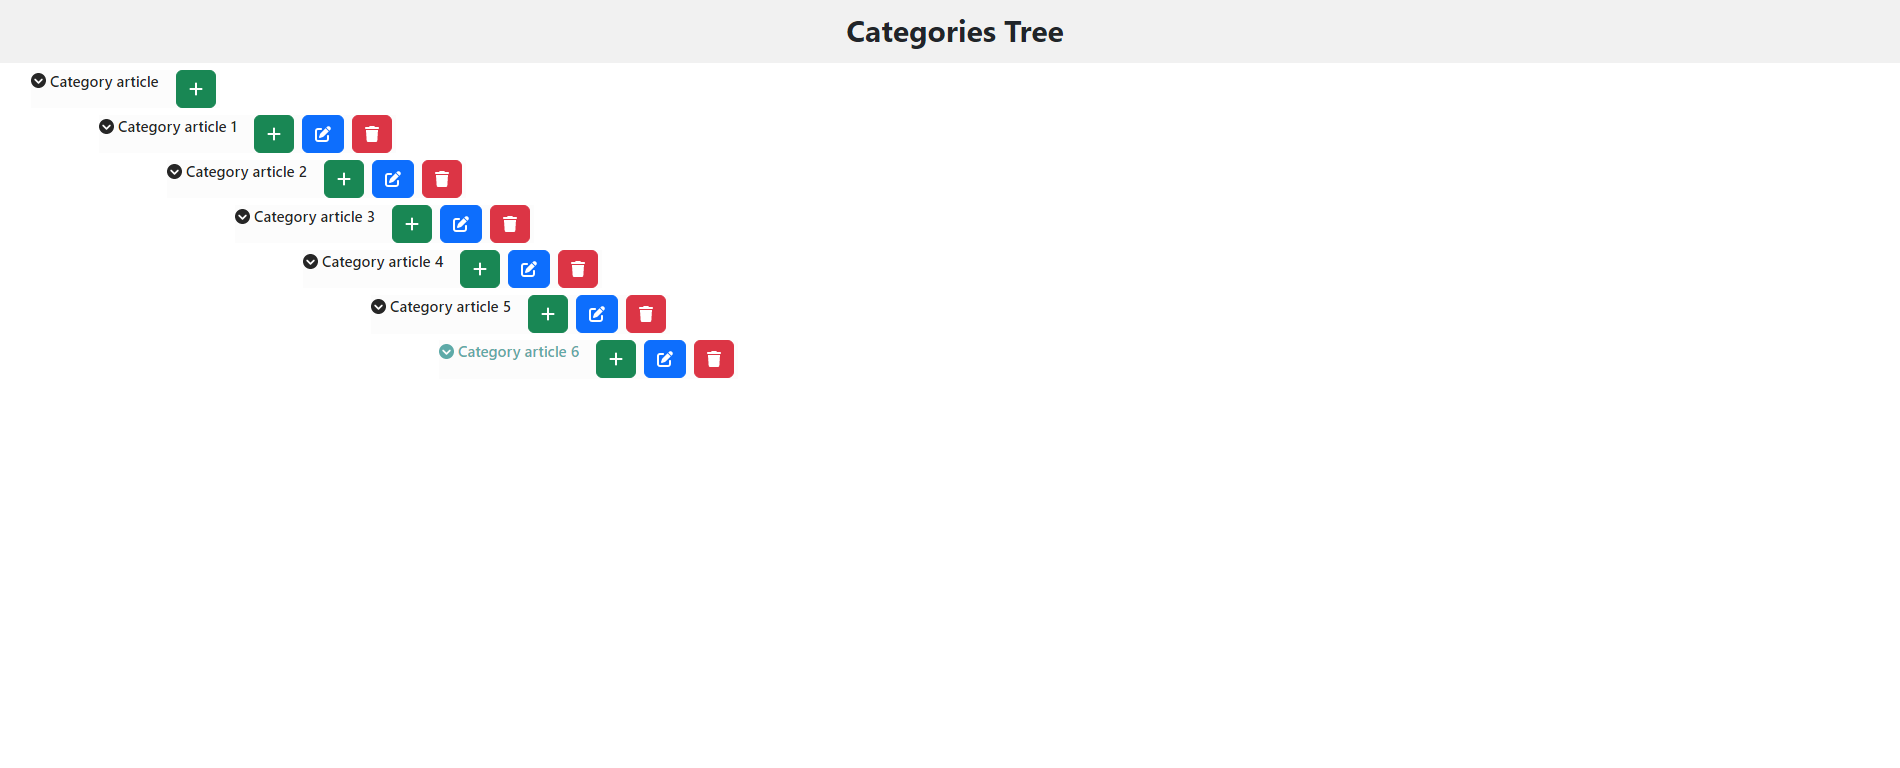 Categories Tree
Category article
Category article 1
Category article 2
Category article 3
Category article 4
Category article 5
Category article 6